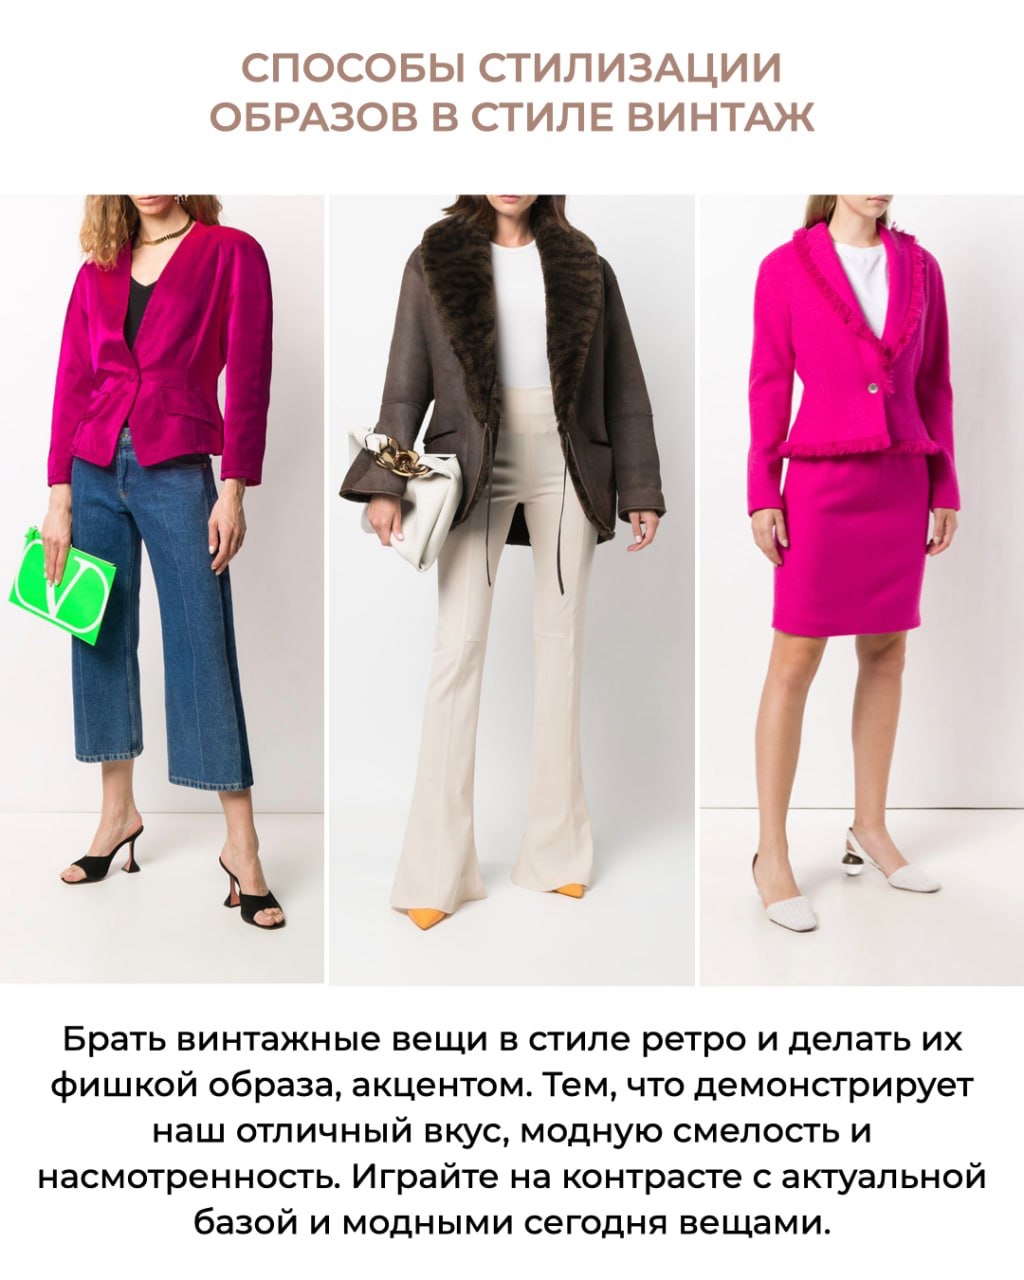 СПОСОБЫ СТИЛИЗАЦИИ
ОБРАЗОВ В СТИЛЕ ВИНТАЖ
V
Брать винтажные вещи в стиле ретро и делать их
фишкой образа, акцентом. Тем, что демонстрирует
наш отличный вкус, модную смелость и
насмотренность. Играйте на контрасте с актуальной
базой и модными сегодня вещами.